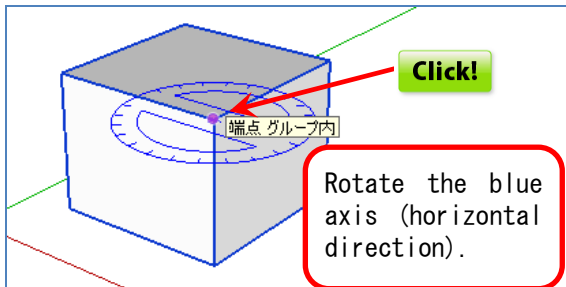 Click!
端点 グループ内
Rotate the blue
axis (horizontal
direction).